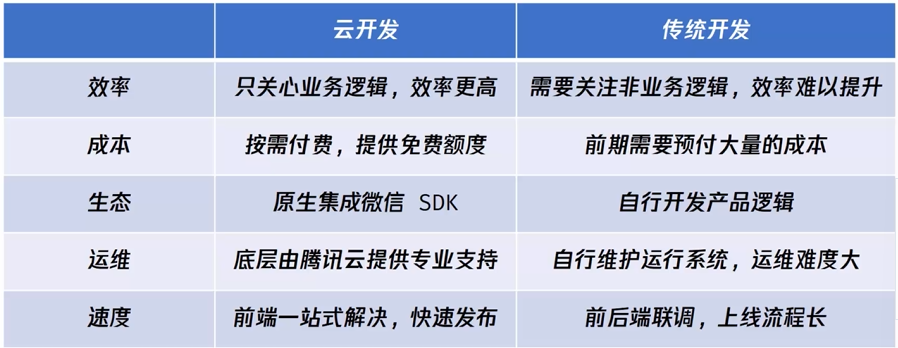 云开发 传统开发
效率 只关心业务逻辑，效率更高 需要关注非业务逻辑，效率难以提升
成本 按需付费，提供免费额度 前期需要预付大量的成本
生态 原生集成微信 SDK 自行开发产品逻辑
运维 底层由腾讯云提供专业支持 自行维护运行系统，运维难度大
速度 前端一站式解决，快速发布 前后端联调，上线流程长